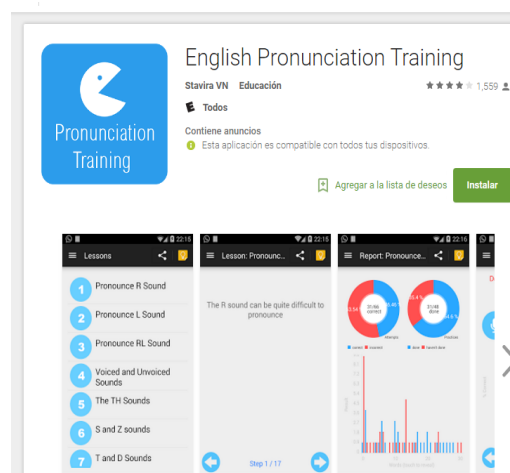 English Pronunciation Training
Stavira VN Educación
1,559
E Todos
Contiene anuncios
Esta aplicación es compatible con todos tus dispositivos.
Agregar a la lista de deseos
Instalar
Pronunciation
Training
22:15
Lessons
1 Pronounce R Sound
2 Pronounce L Sound
3 Pronounce RL Sound
4 Voiced and Unvoiced
Sounds
5 The TH Sounds
6 S and Z sounds
7 T and D Sounds
22:15
Lesson: Pronounc...
The R sound can be quite difficult to
pronounce
Step 1 / 17
22:16
Report: Pronounce...
correct
done